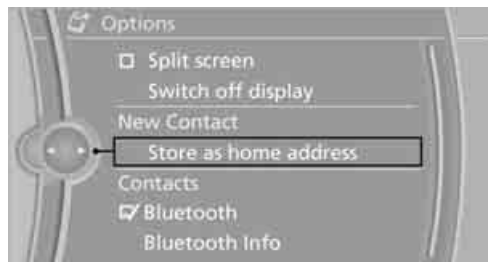 Options
Split screen
Switch off display
New Contact
Store as home address
Contacts
Bluetooth
Bluetooth Info